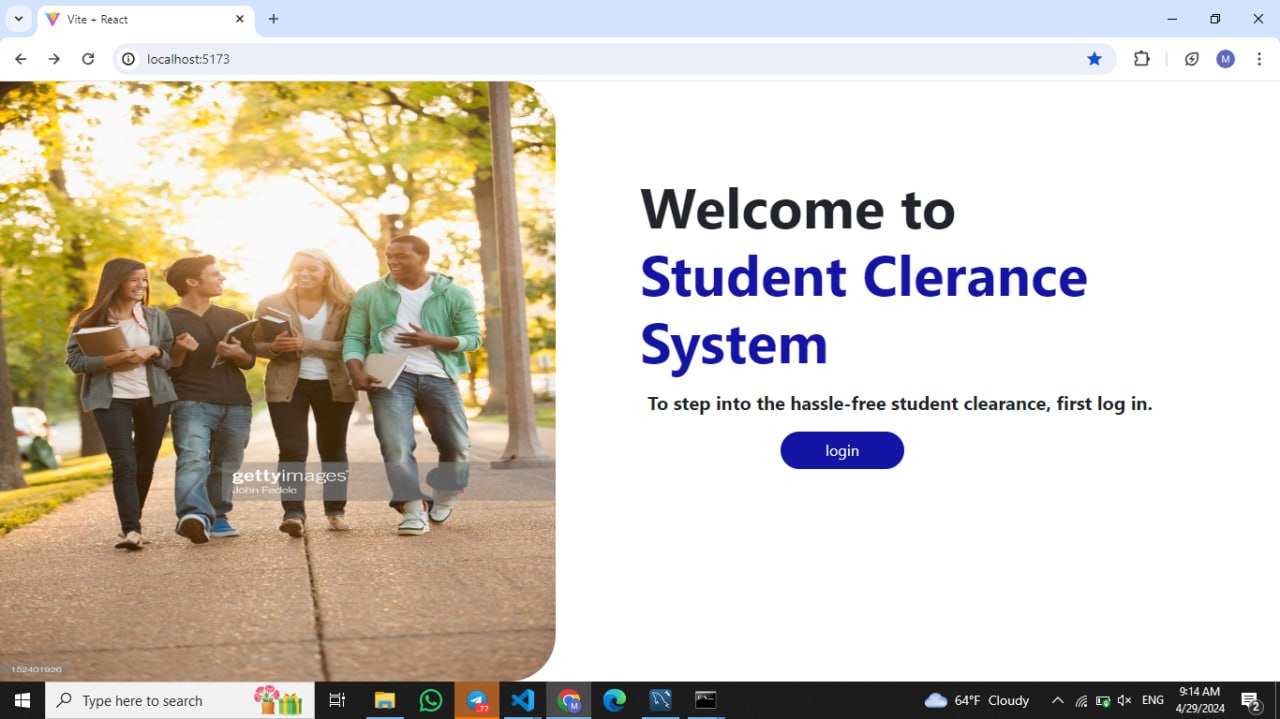 Vite + React
localhost:5173
M
Welcome to
Student Clerance
System
To step into the hassle-free student clearance, first log in.
login
gettyimages®
John Fedele
152401926
Type here to search
77
M
64°F Cloudy
ENG
9:14 AM
4/29/2024
2